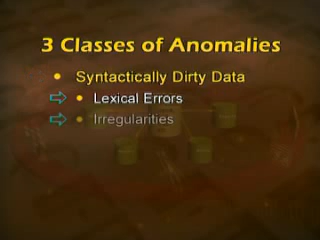 3 Classes of Anomalies
Syntactically Dirty Data
Lexical Errors
Irregularities